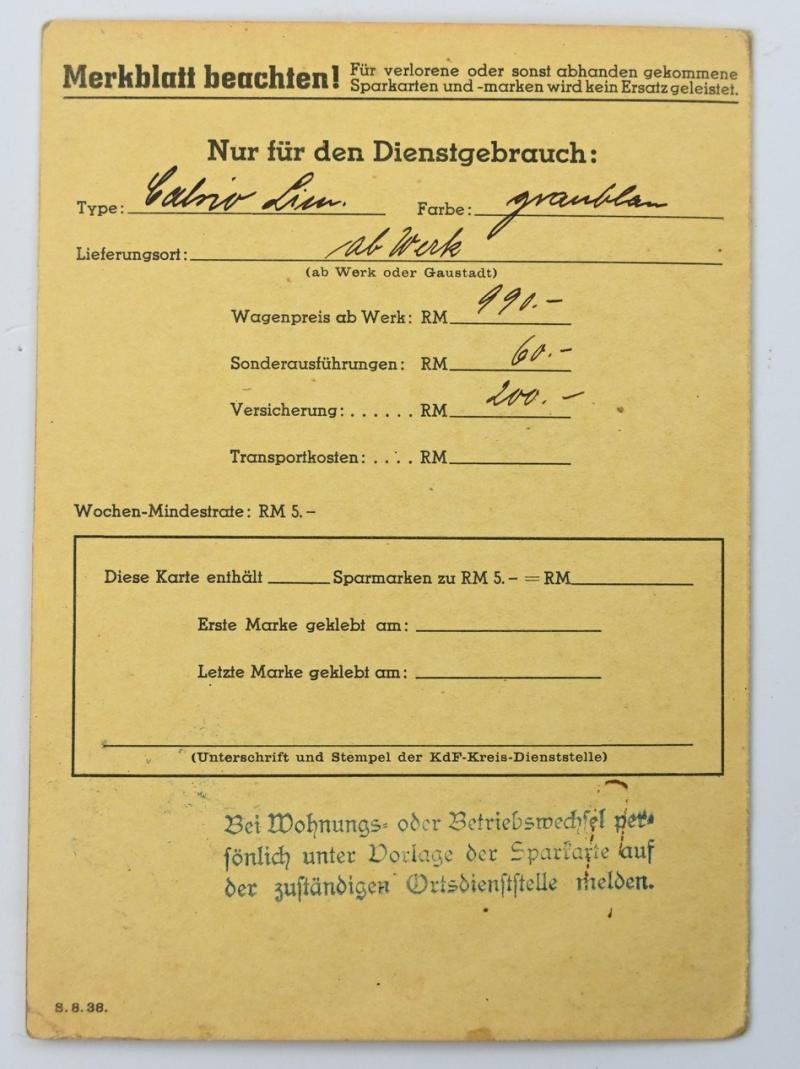 Merkblatt beachten! Für verlorene oder sonst abhanden gekommene
Sparkarten und -marken wird kein Ersatz geleistet.
Nur für den Dienstgebrauch:
Type: Cabrio Lim. Farbe: graublau
Lieferungsort: ab Werk
(ab Werk oder Gaustadt)
Wagenpreis ab Werk: RM 990.-
Sonderausführungen: RM 60.-
Versicherung: . . . . . . RM 200.-
Transportkosten: . . . . RM
Wochen-Mindestrate: RM 5.-
Diese Karte enthält ______ Sparmarken zu RM 5.- = RM
Erste Marke geklebt am:
Letzte Marke geklebt am:
(Unterschrift und Stempel der KdF-Kreis-Dienststelle)
Bei Wohnungs- oder Betriebswechsel per-
sönlich unter Vorlage der Sparkarte auf
der zuständigen Ortsdienststelle melden.
8. 8. 38.